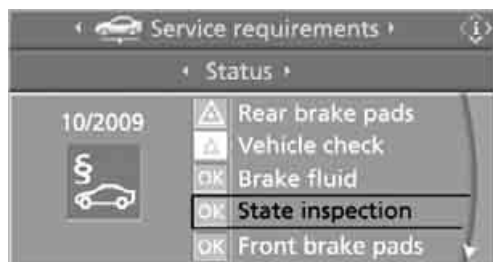 Service requirements
Status
10/2009
Rear brake pads
Vehicle check
§
OK Brake fluid
OK State inspection
OK Front brake pads